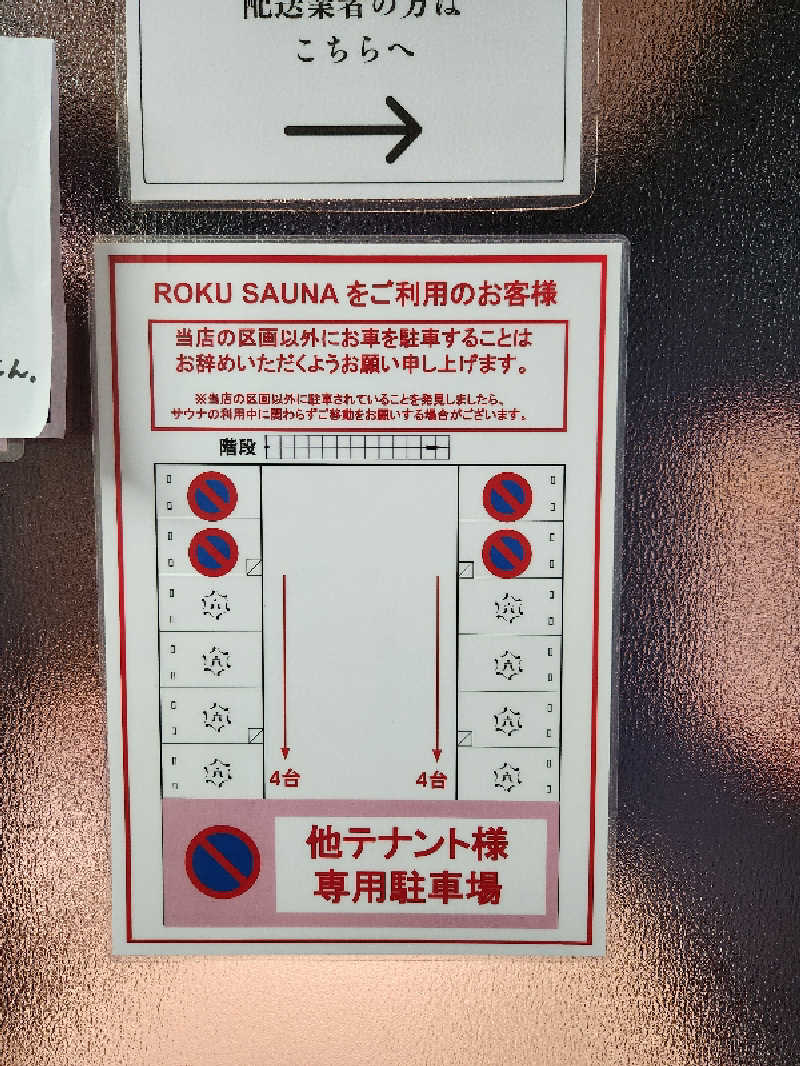 配送業者の方は
こちらへ
ROKU SAUNA をご利用のお客様
当店の区画以外にお車を駐車することは
お辞めいただくようお願い申し上げます。
※当店の区画以外に駐車されていることを発見しましたら、
サウナの利用中に関わらずご移動をお願いする場合がございます。
階段
4台
4台
他テナント様
専用駐車場